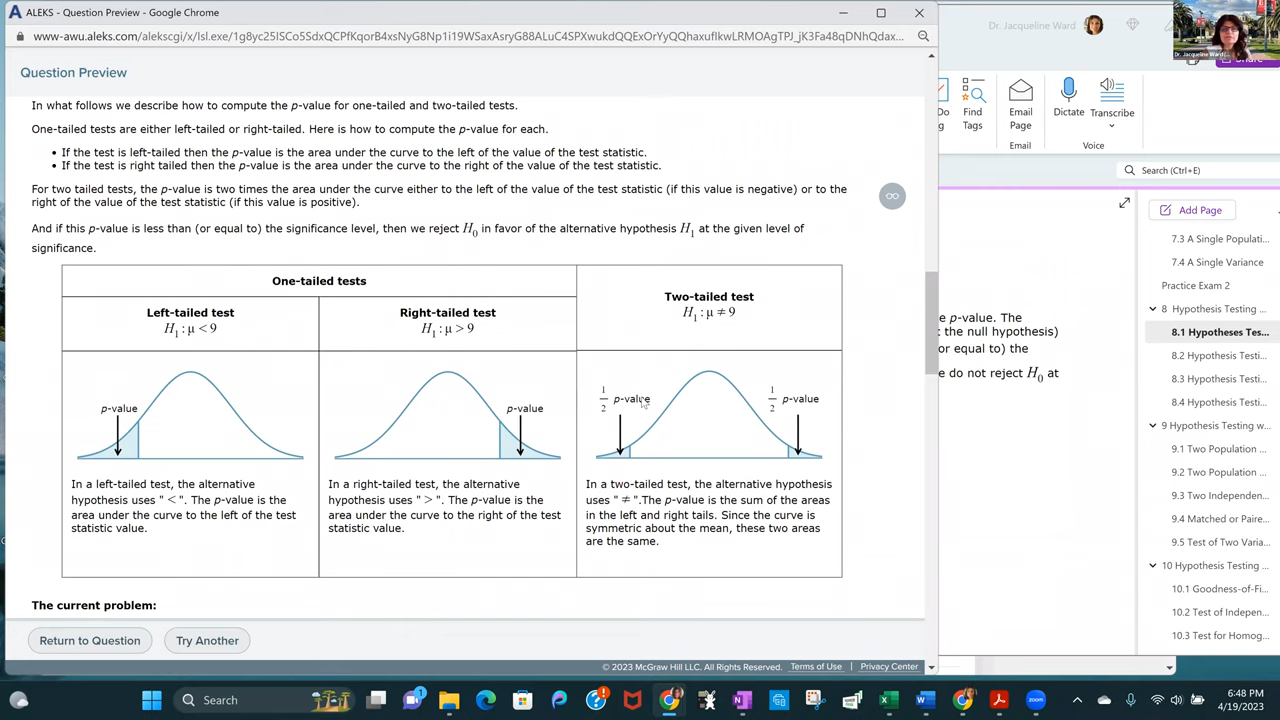 ALEKS - Question Preview - Google Chrome
www-awu.aleks.com/alekscgi/x/Isl.exe/
Question Preview
In what follows we describe how to compute the p-value for one-tailed and two-tailed tests.
One-tailed tests are either left-tailed or right-tailed. Here is how to compute the p-value for each.
• If the test is left-tailed then the p-value is the area under the curve to the left of the value of the test statistic.
• If the test is right tailed then the p-value is the area under the curve to the right of the value of the test statistic.
For two tailed tests, the p-value is two times the area under the curve either to the left of the value of the test statistic (if this value is negative) or to the
right of the value of the test statistic (if this value is positive).
And if this p-value is less than (or equal to) the significance level, then we reject H0 in favor of the alternative hypothesis H1 at the given level of
significance.
One-tailed tests
Left-tailed test
H1 : μ < 9
Right-tailed test
H1 : μ > 9
Two-tailed test
H1 : μ ≠ 9
p-value
p-value
1/2 p-value
1/2 p-value
In a left-tailed test, the alternative
hypothesis uses " < ". The p-value is the
area under the curve to the left of the test
statistic value.
In a right-tailed test, the alternative
hypothesis uses " > ". The p-value is the
area under the curve to the right of the test
statistic value.
In a two-tailed test, the alternative hypothesis
uses " ≠ ".The p-value is the sum of the areas
in the left and right tails. Since the curve is
symmetric about the mean, these two areas
are the same.
The current problem:
Return to Question
Try Another
© 2023 McGraw Hill LLC. All Rights Reserved. Terms of Use | Privacy Center
Dr. Jacqueline Ward
Dr. Jacqueline Ward
Find
Tags
Email
Page
Dictate
Transcribe
Email
Voice
Search (Ctrl+E)
Add Page
e p-value. The
t the null hypothesis)
or equal to) the
e do not reject H0 at
7.3 A Single Populati...
7.4 A Single Variance
Practice Exam 2
8 Hypothesis Testing ...
8.1 Hypotheses Tes...
8.2 Hypothesis Testi...
8.3 Hypothesis Testi...
8.4 Hypothesis Testi...
9 Hypothesis Testing w...
9.1 Two Population ...
9.2 Two Population ...
9.3 Two Independen...
9.4 Matched or Paire...
9.5 Test of Two Varia...
10 Hypothesis Testing ...
10.1 Goodness-of-Fi...
10.2 Test of Indepen...
10.3 Test for Homog...
Search
6:48 PM
4/19/2023